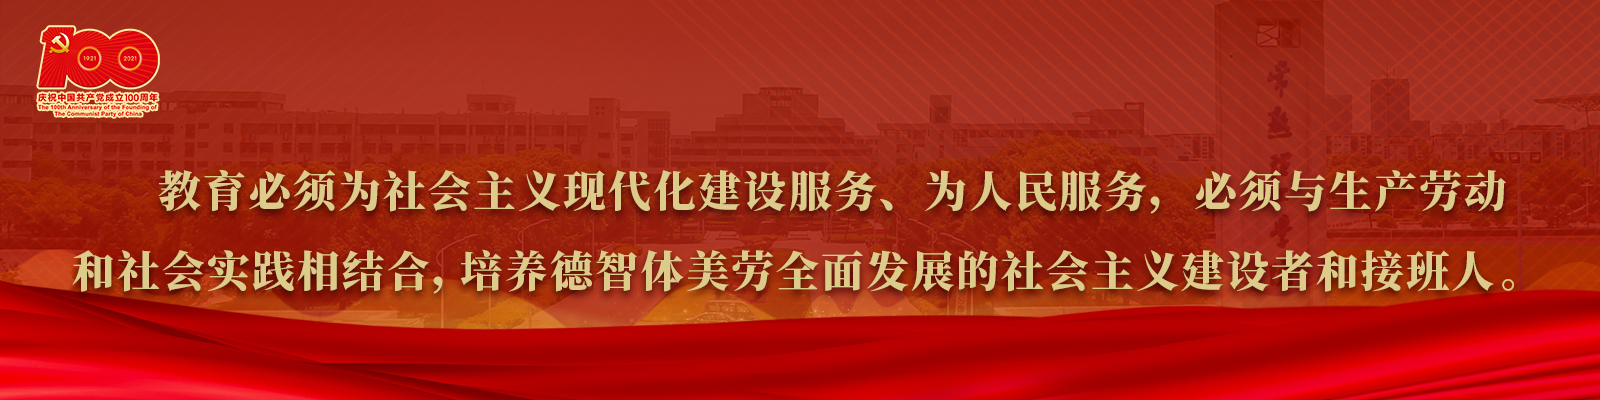 100
1921
2021
庆祝中国共产党成立100周年
The 100th Anniversary of the Founding of
The Communist Party of China
教育必须为社会主义现代化建设服务、为人民服务，必须与生产劳动
和社会实践相结合，培养德智体美劳全面发展的社会主义建设者和接班人。